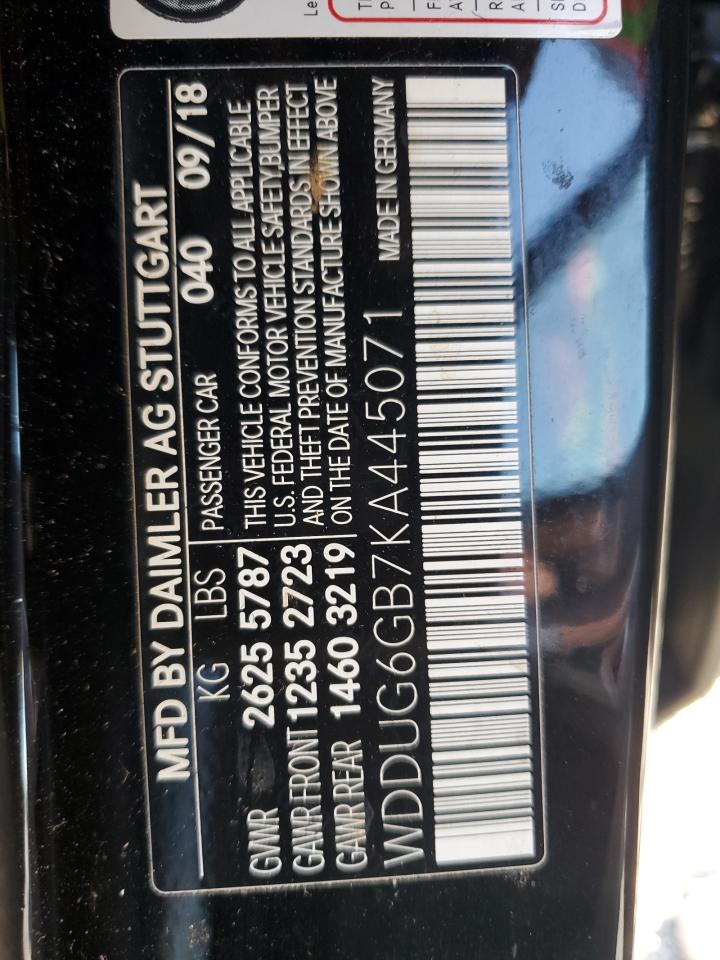 MFD BY DAIMLER AG STUTTGART
KG LBS PASSENGER CAR 040 09/18
GVWR 2625 5787 THIS VEHICLE CONFORMS TO ALL APPLICABLE
U.S. FEDERAL MOTOR VEHICLE SAFETY, BUMPER
GAWR FRONT 1235 2723 AND THEFT PREVENTION STANDARDS IN EFFECT
GAWR REAR 1460 3219 ON THE DATE OF MANUFACTURE SHOWN ABOVE
WDDUG6GB7KA445071 MADE IN GERMANY